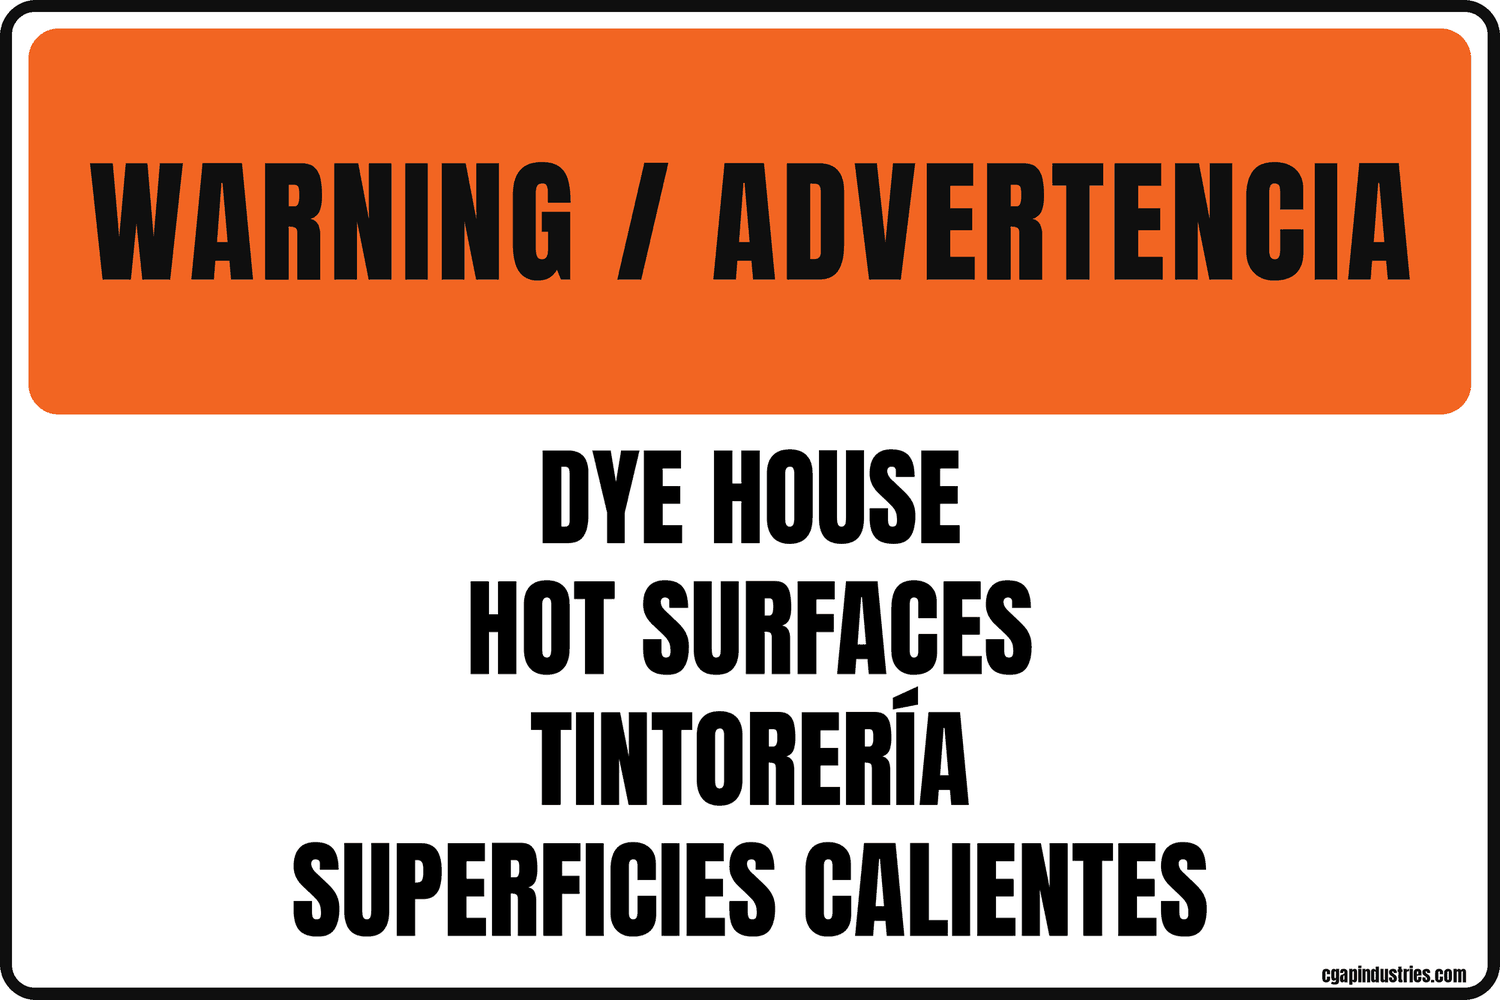 WARNING / ADVERTENCIA
DYE HOUSE
HOT SURFACES
TINTORERÍA
SUPERFICIES CALIENTES
cgapindustries.com